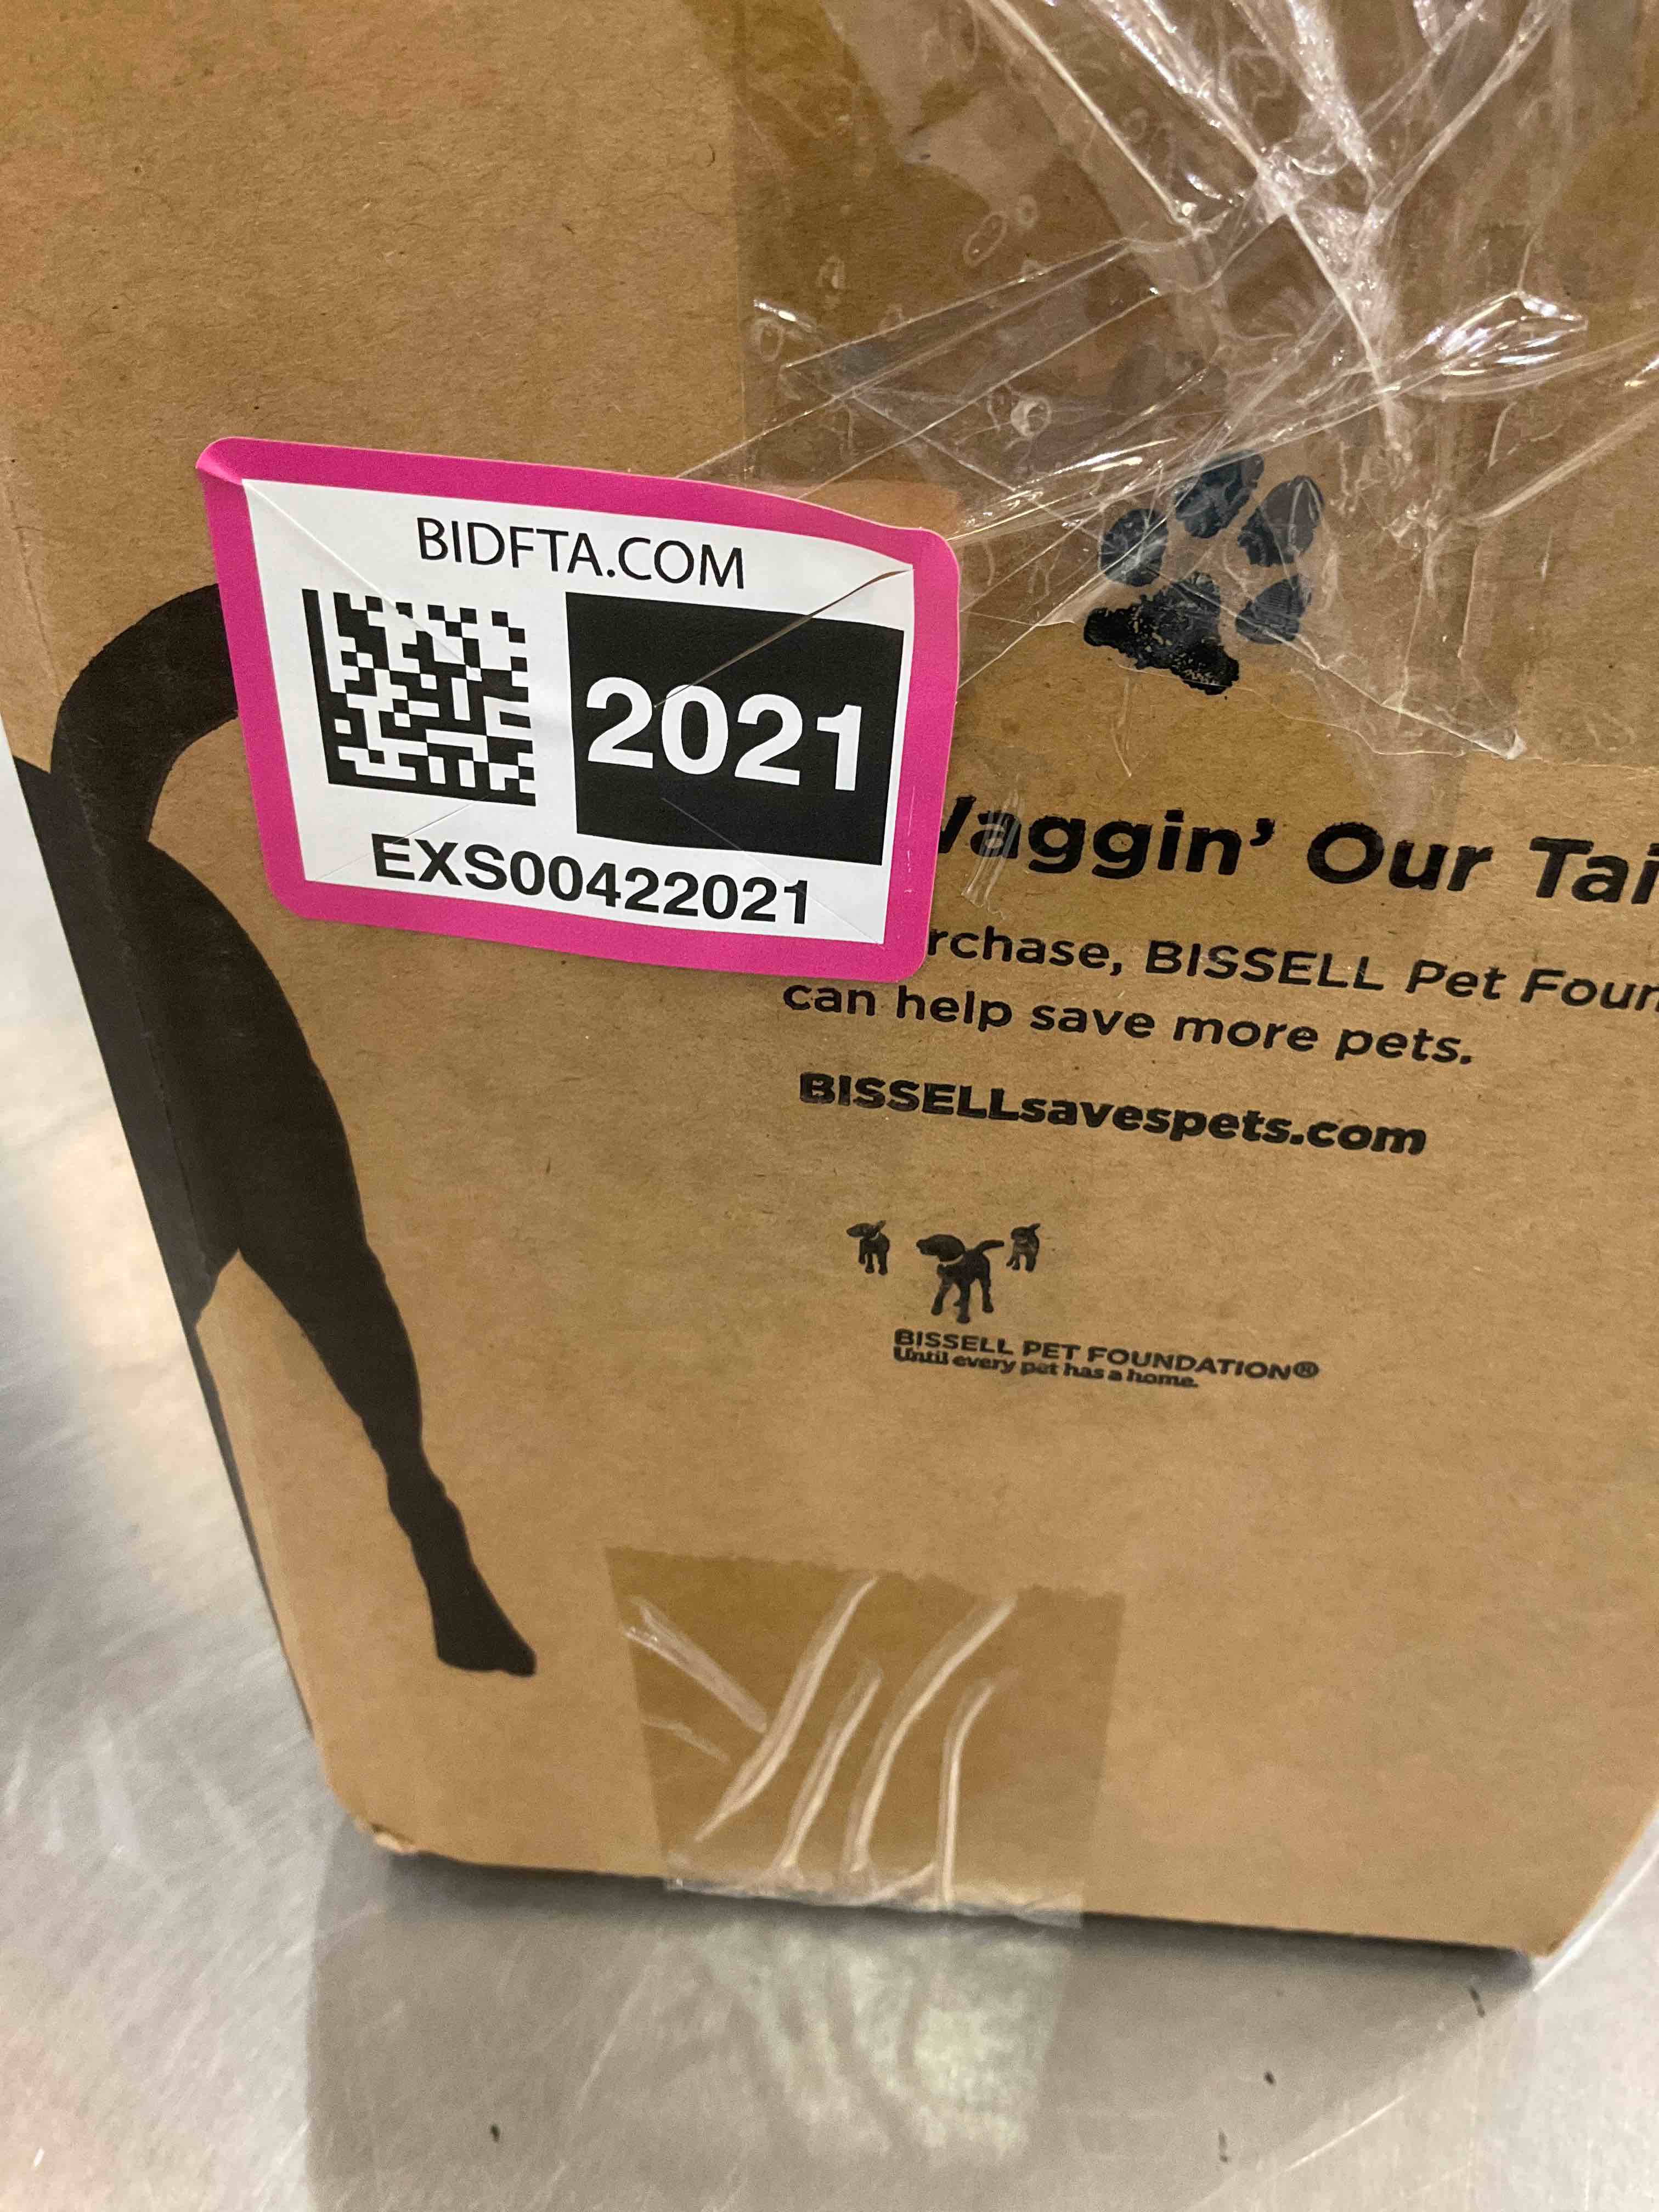 BIDFTA.COM
2021
EXS00422021
Waggin' Our Tai
rchase, BISSELL Pet Foun
can help save more pets.
BISSELLsavespets.com
BISSELL PET FOUNDATION®
Until every pet has a home.